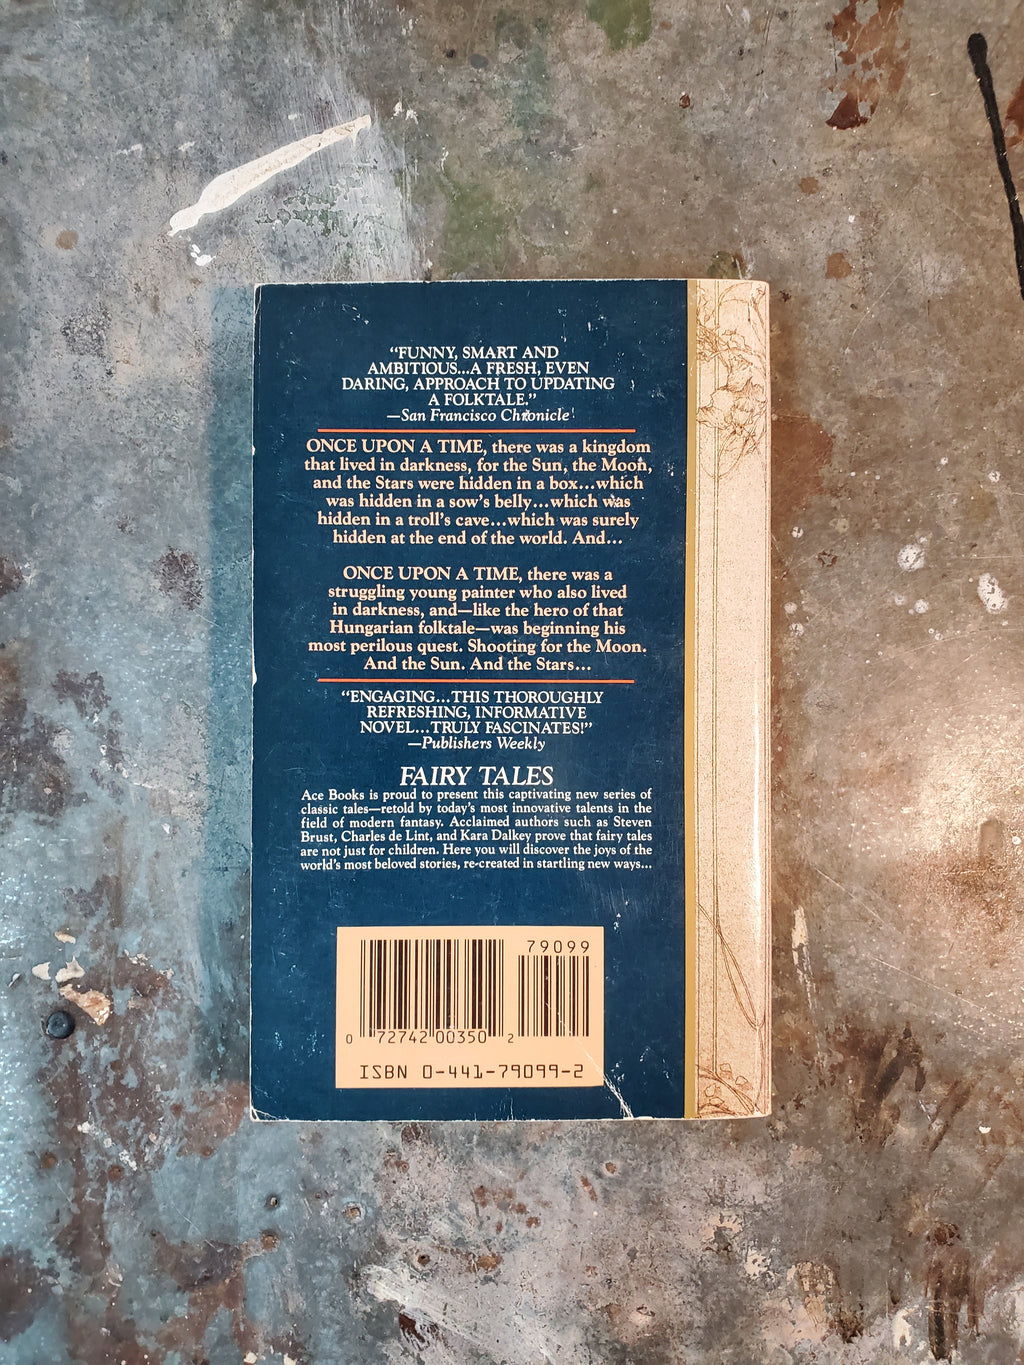 “FUNNY, SMART AND
AMBITIOUS...A FRESH, EVEN
DARING, APPROACH TO UPDATING
A FOLKTALE.”
—San Francisco Chronicle
ONCE UPON A TIME, there was a kingdom
that lived in darkness, for the Sun, the Moon,
and the Stars were hidden in a box...which
was hidden in a sow's belly...which was
hidden in a troll's cave...which was surely
hidden at the end of the world. And...
ONCE UPON A TIME, there was a
struggling young painter who also lived
in darkness, and—like the hero of that
Hungarian folktale—was beginning his
most perilous quest. Shooting for the Moon.
And the Sun. And the Stars...
“ENGAGING...THIS THOROUGHLY
REFRESHING, INFORMATIVE
NOVEL...TRULY FASCINATES!”
—Publishers Weekly
FAIRY TALES
Ace Books is proud to present this captivating new series of
classic tales—retold by today's most innovative talents in the
field of modern fantasy. Acclaimed authors such as Steven
Brust, Charles de Lint, and Kara Dalkey prove that fairy tales
are not just for children. Here you will discover the joys of the
world's most beloved stories, re-created in startling new ways...
79099
0 72742 00350 2
ISBN 0-441-79099-2